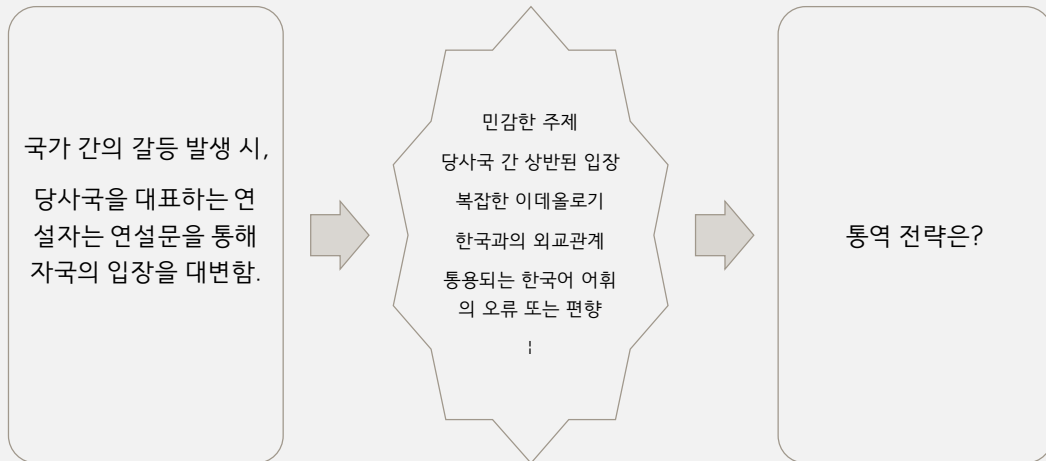 국가 간의 갈등 발생 시,
당사국을 대표하는 연
설자는 연설문을 통해
자국의 입장을 대변함.
민감한 주제
당사국 간 상반된 입장
복잡한 이데올로기
한국과의 외교관계
통용되는 한국어 어휘
의 오류 또는 편향
¦
통역 전략은?